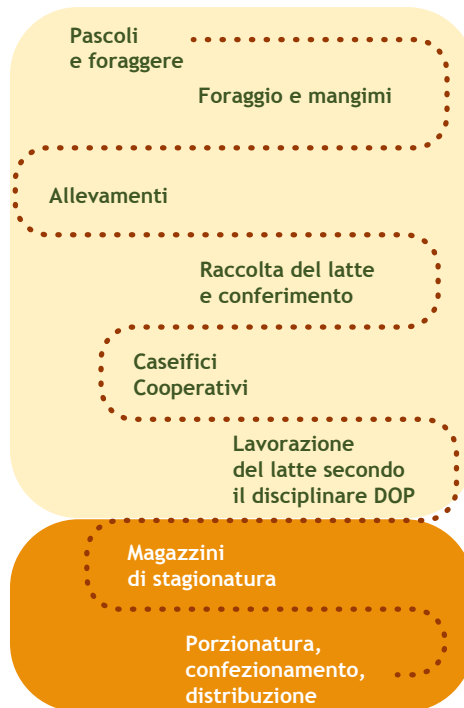 Pascoli
e foraggere
Foraggio e mangimi
Allevamenti
Raccolta del latte
e conferimento
Caseifici
Cooperativi
Lavorazione
del latte secondo
il disciplinare DOP
Magazzini
di stagionatura
Porzionatura,
confezionamento,
distribuzione